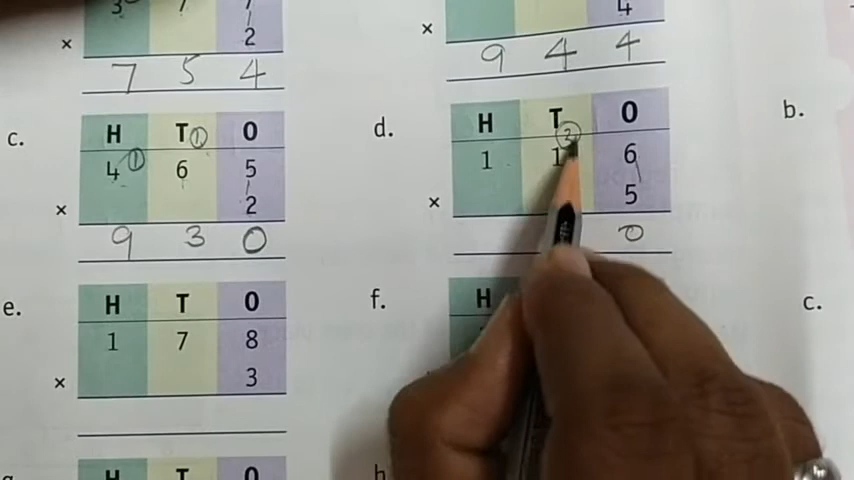 3 7 7
× 2
7 5 4
4
×
9 4 4
c. H T ① O
4 ① 6 5
× 2
9 3 0
d. H T O
②
1 1 6
× 5
0
b.
e. H T O
1 7 8
× 3
f. H
c.
H T O
h